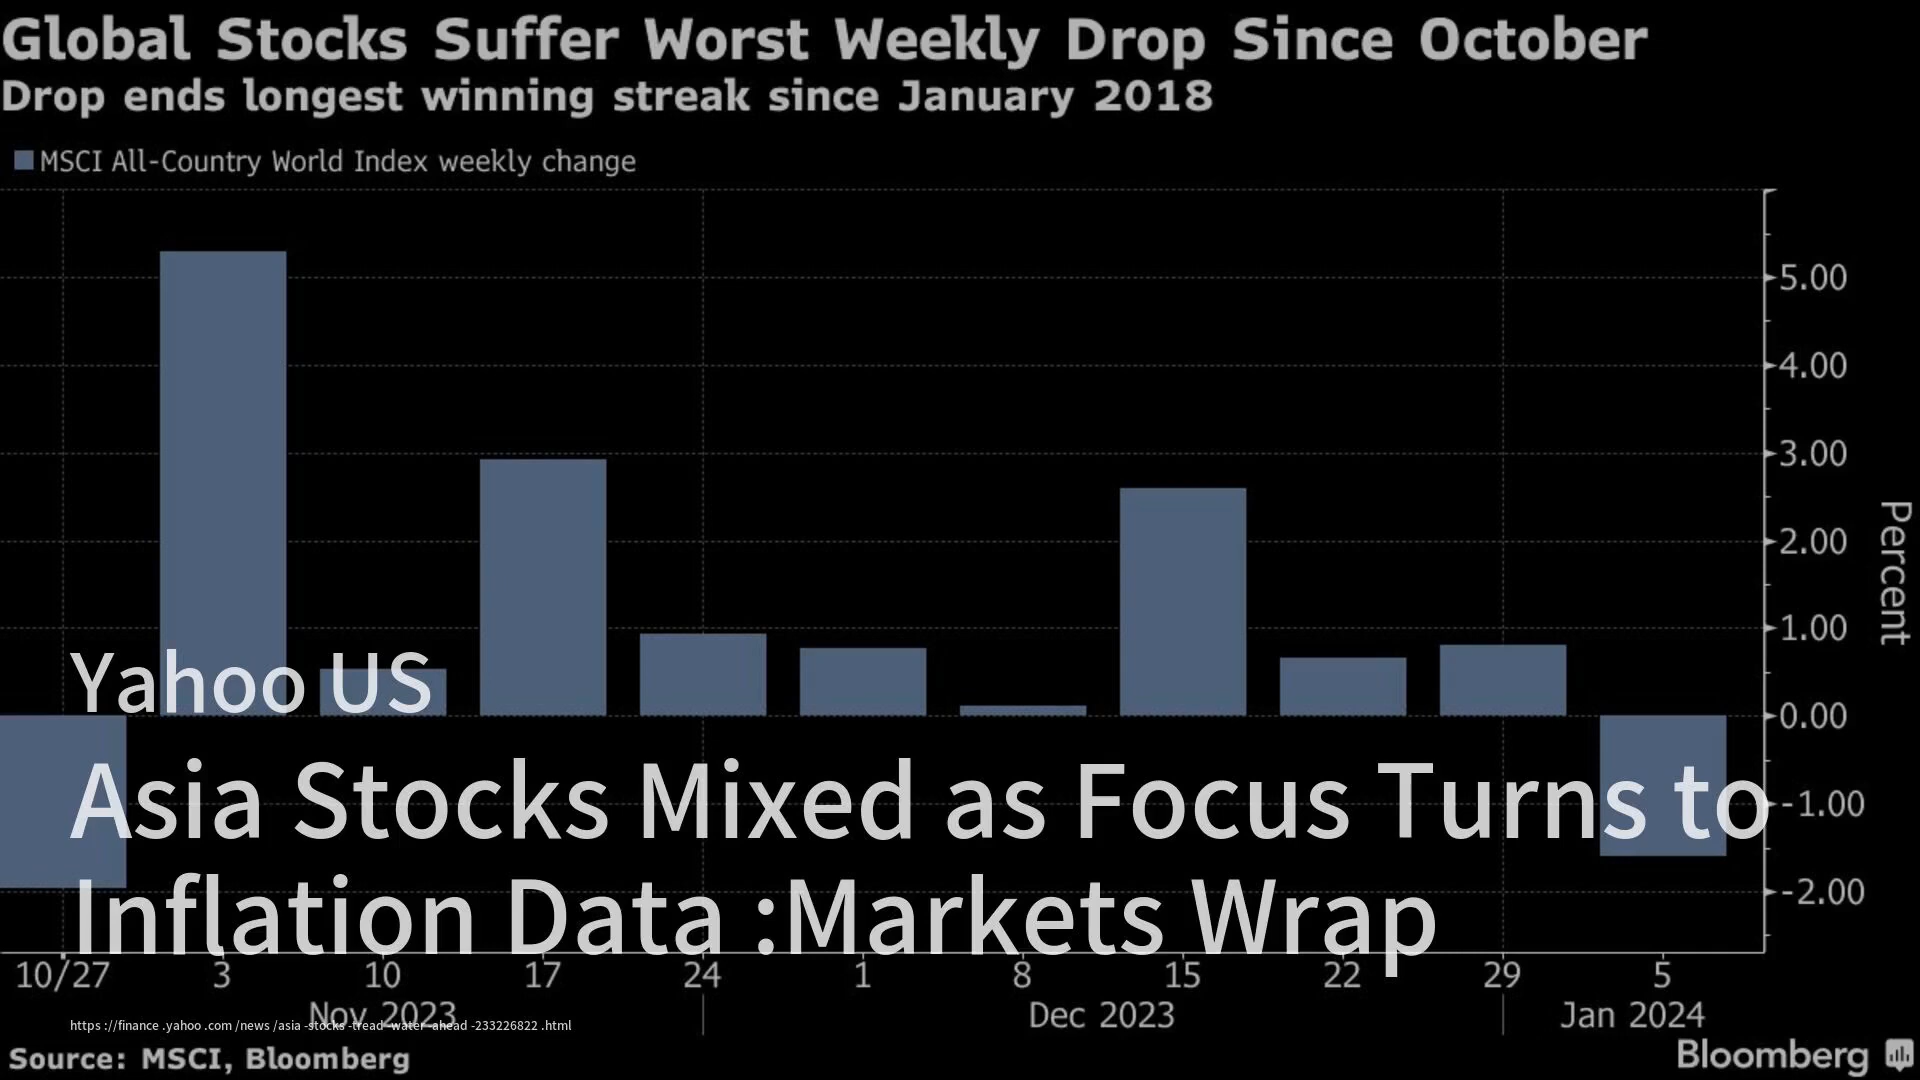 Global Stocks Suffer Worst Weekly Drop Since October
Drop ends longest winning streak since January 2018
MSCI All-Country World Index weekly change
5.00
4.00
3.00
2.00
1.00
0.00
-1.00
-2.00
Percent
Yahoo US
Asia Stocks Mixed as Focus Turns to
Inflation Data :Markets Wrap
10/27 3 10 17 24 1 8 15 22 29 5
Nov 2023 Dec 2023 Jan 2024
https ://finance .yahoo .com /news /asia -stocks -tread -water -ahead -233226822 .html
Source: MSCI, Bloomberg
Bloomberg